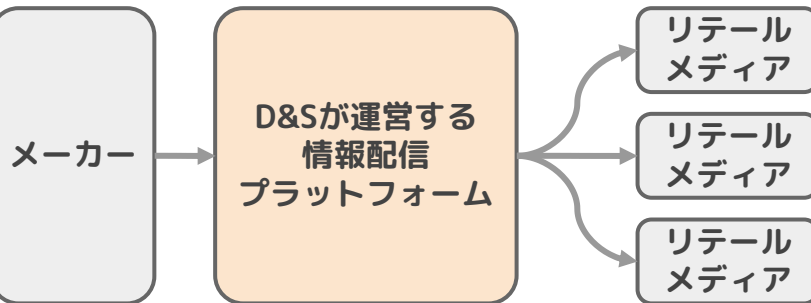 メーカー
D&Sが運営する
情報配信
プラットフォーム
リテール
メディア
リテール
メディア
リテール
メディア